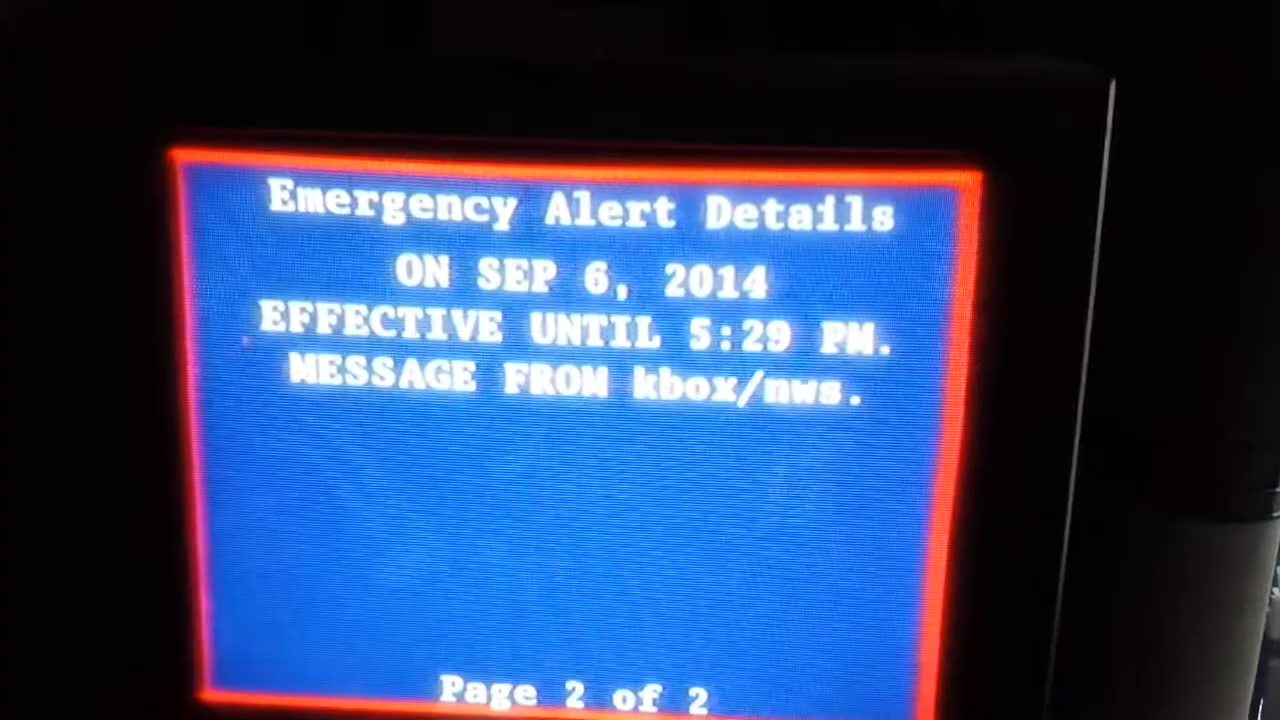 Emergency Alert Details
ON SEP 6, 2014
EFFECTIVE UNTIL 5:29 PM.
MESSAGE FROM kbox/nws.
Page 2 of 2